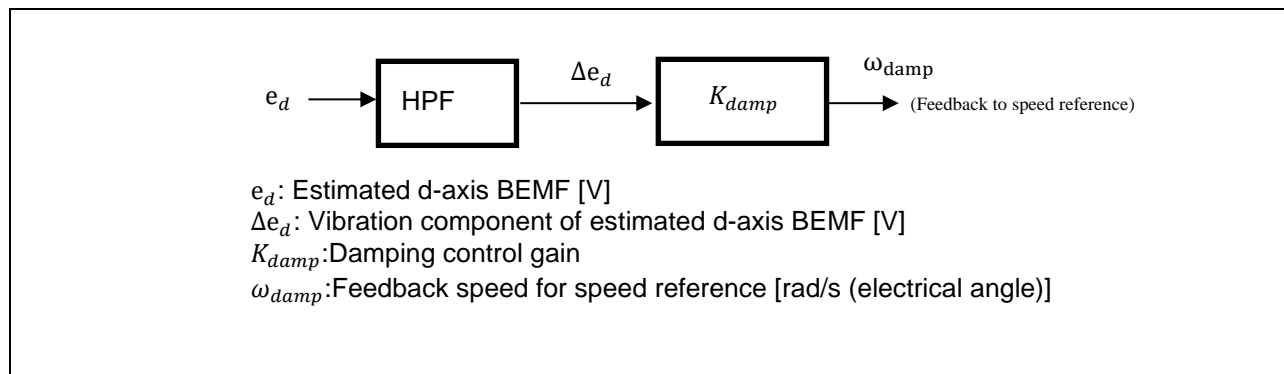 e_d
HPF
Δe_d
K_damp
ω_damp
(Feedback to speed reference)
e_d: Estimated d-axis BEMF [V]
Δe_d: Vibration component of estimated d-axis BEMF [V]
K_damp:Damping control gain
ω_damp:Feedback speed for speed reference [rad/s (electrical angle)]